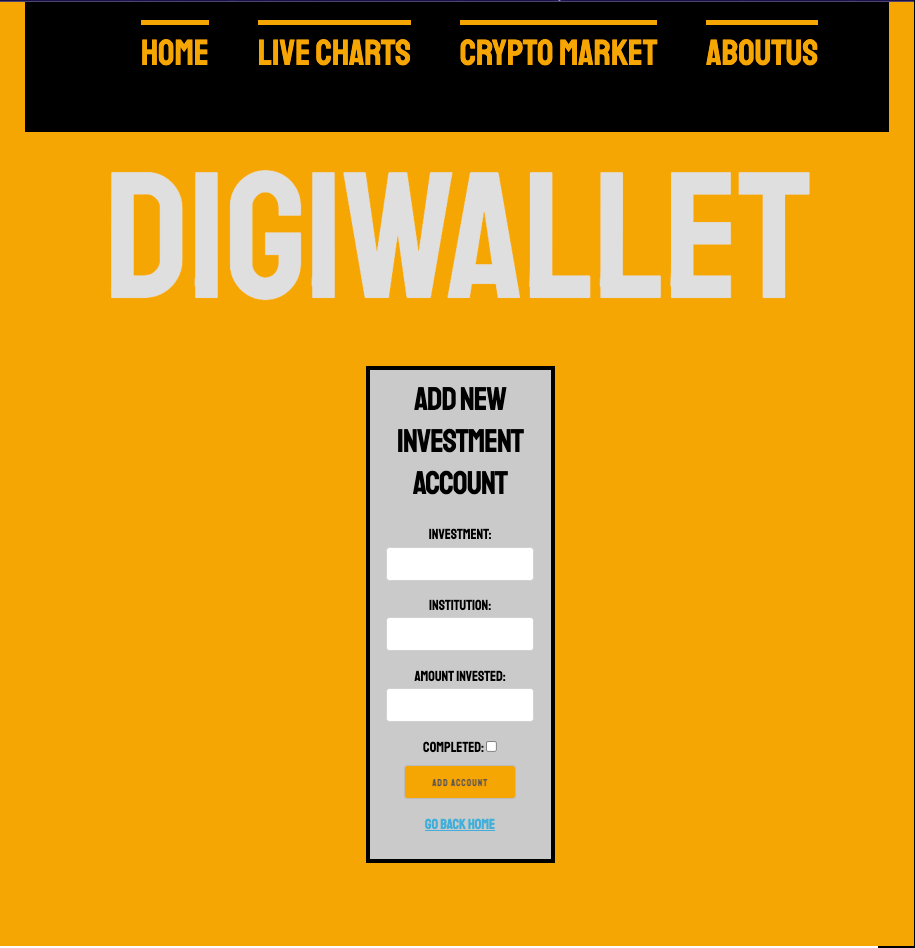 HOME LIVE CHARTS CRYPTO MARKET ABOUTUS
DIGIWALLET
ADD NEW
INVESTMENT
ACCOUNT
INVESTMENT:
INSTITUTION:
AMOUNT INVESTED:
COMPLETED:
ADD ACCOUNT
GO BACK HOME